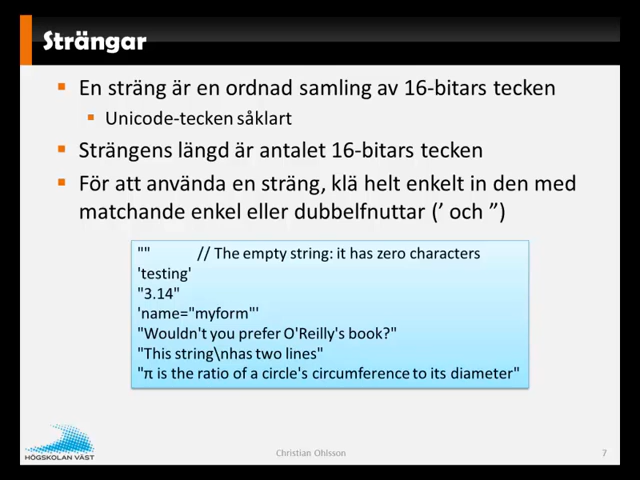 Strängar
En sträng är en ordnad samling av 16-bitars tecken
Unicode-tecken såklart
Strängens längd är antalet 16-bitars tecken
För att använda en sträng, klä helt enkelt in den med
matchande enkel eller dubbelfnuttar (’ och ”)
"" // The empty string: it has zero characters
'testing'
"3.14"
'name="myform"'
"Wouldn't you prefer O'Reilly's book?"
"This string\nhas two lines"
"π is the ratio of a circle's circumference to its diameter"
HÖGSKOLAN VÄST
Christian Ohlsson
7